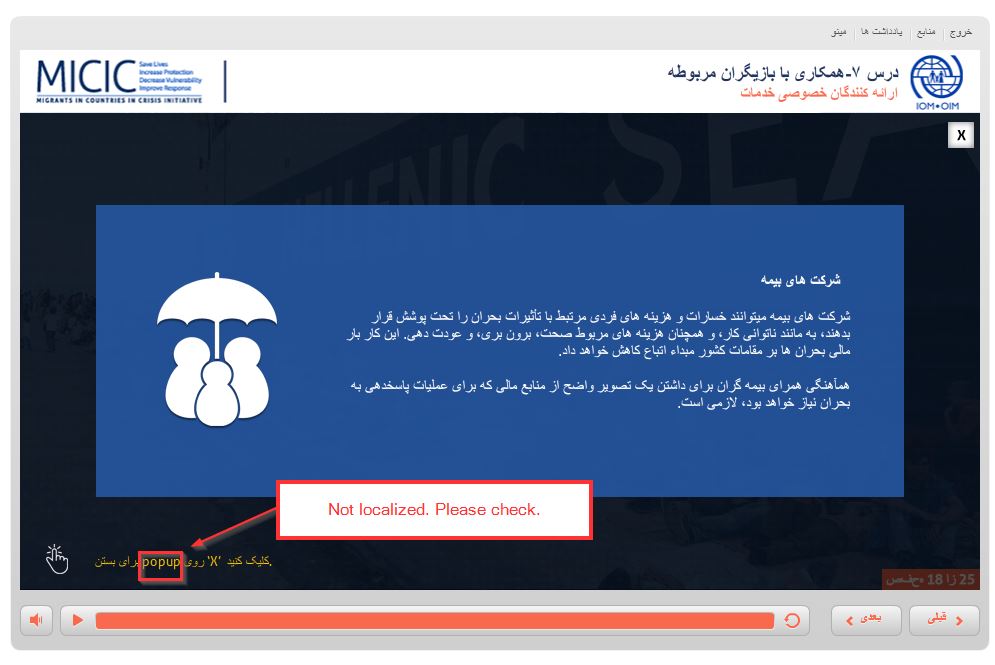 خروج
منابع
یادداشت ها
مینو
MICIC
Save Lives
Increase Protection
Decrease Vulnerability
Improve Response
MIGRANTS IN COUNTRIES IN CRISIS INITIATIVE
درس ۷-همکاری با بازیگران مربوطه
ارائه کنندگان خصوصی خدمات
IOM•OIM
X
شرکت های بیمه
شرکت های بیمه میتوانند خسارات و هزینه های فردی مرتبط با تأثیرات بحران را تحت پوشش قرار
بدهند، به مانند ناتوانی کار، و همچنان هزینه های مربوط صحت، برون بری، و عودت دهی. این کار بار
مالی بحران ها بر مقامات کشور مبداء اتباع کاهش خواهد داد.
همآهنگی همرای بیمه گران برای داشتن یک تصویر واضح از منابع مالی که برای عملیات پاسخدهی به
بحران نیاز خواهد بود، لازمی است.
Not localized. Please check.
برای بستن popup روی 'X' کلیک کنید.
صفحه 18 از 25
بعدی
قبلی
HELLENIC SEA